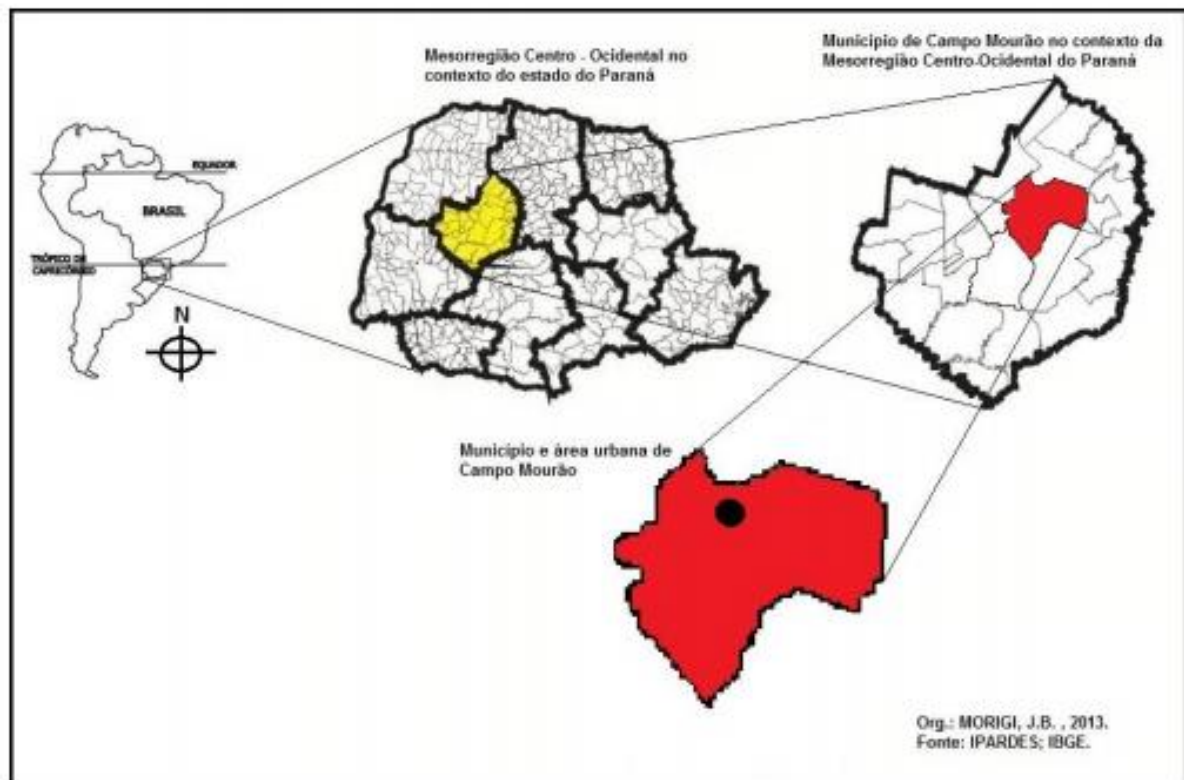 Mesorregião Centro - Ocidental no
contexto do estado do Paraná
Município de Campo Mourão no contexto da
Mesorregião Centro-Ocidental do Paraná
EQUADOR
BRASIL
TRÓPICO DE
CAPRICÓRNIO
N
Município e área urbana de
Campo Mourão
Org.: MORIGI, J.B. , 2013.
Fonte: IPARDES; IBGE.